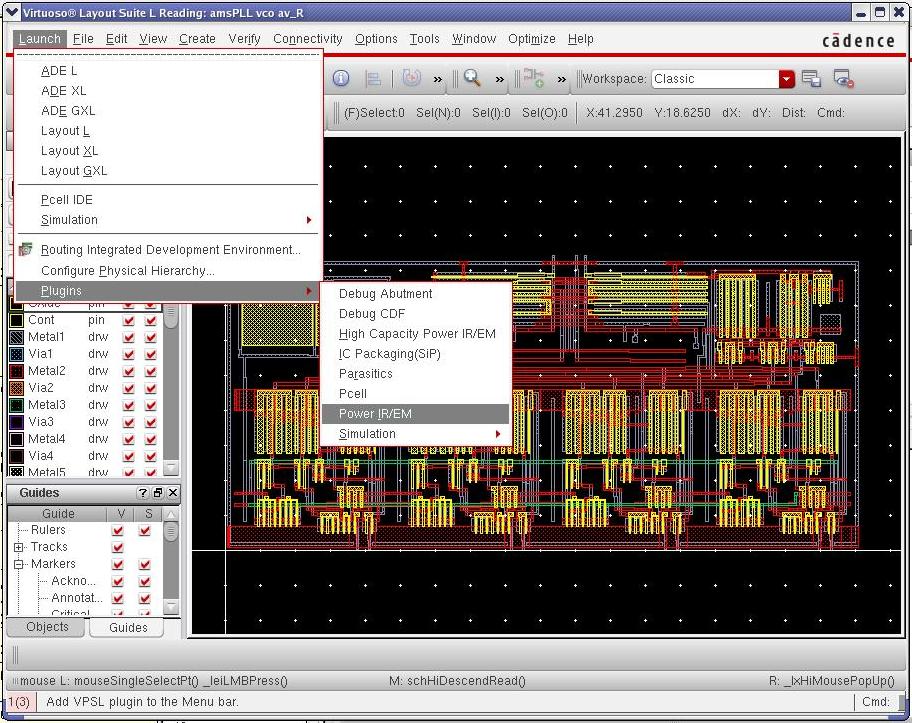 Virtuoso® Layout Suite L Reading: amsPLL vco av_R
Launch File Edit View Create Verify Connectivity Options Tools Window Optimize Help
cādence
ADE L
ADE XL
ADE GXL
Layout L
Layout XL
Layout GXL
Pcell IDE
Simulation
Routing Integrated Development Environment...
Configure Physical Hierarchy...
Plugins
» » » Workspace: Classic
(F)Select:0 Sel(N):0 Sel(I):0 Sel(O):0 X:41.2950 Y:18.6250 dX: dY: Dist: Cmd:
Debug Abutment
Debug CDF
High Capacity Power IR/EM
IC Packaging(SiP)
Parasitics
Pcell
Power IR/EM
Simulation
Oxide pin
Cont pin
Metal1 drw
Via1 drw
Metal2 drw
Via2 drw
Metal3 drw
Via3 drw
Metal4 drw
Via4 drw
Metal5 drw
Guides ?
Guide V S
Rulers
Tracks
Markers
Ackno...
Annotat...
Critical
Objects Guides
mouse L: mouseSingleSelectPt() _leiLMBPress() M: schHiDescendRead() R: _lxHiMousePopUp()
1(3) Add VPSL plugin to the Menu bar. Cmd: